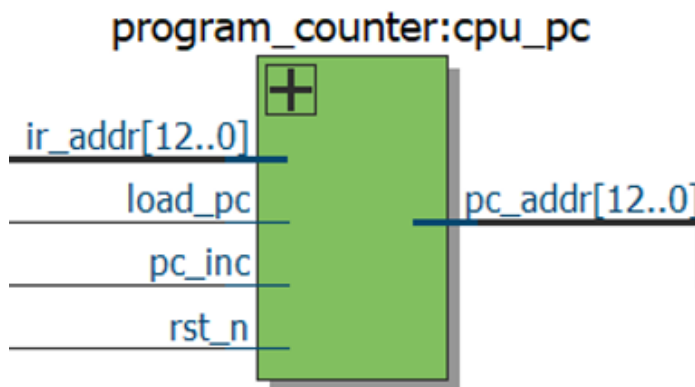 program_counter:cpu_pc
ir_addr[12..0]
load_pc
pc_addr[12..0]
pc_inc
rst_n